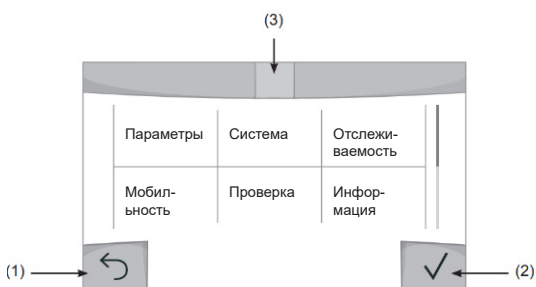 (3)
Параметры Система Отслежи-
ваемость
Мобил- Проверка Инфор-
ьность мация
(1) (2)